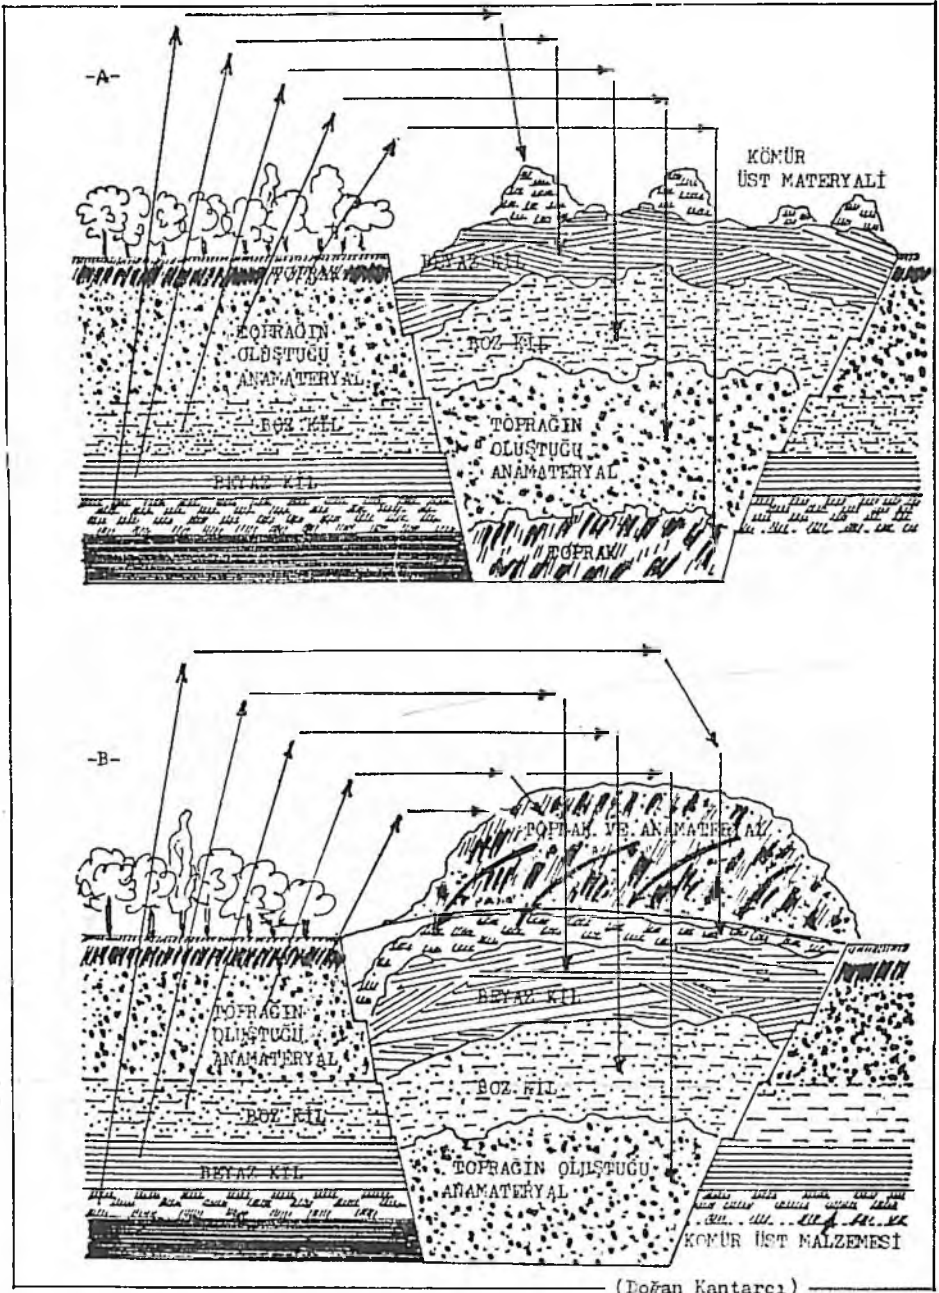 -A-
KÖMÜR
ÜST MATERYALİ
BEYAZ KİL
TOPRAK
TOPRAĞIN
OLUŞTUĞU
ANAMATERYAL
BOZ KİL
BOZ KİL
TOPRAĞIN
OLUŞTUĞU
ANAMATERYAL
BEYAZ KİL
TOPRAK
-B-
TOPRAK VE ANAMATERYAL
BEYAZ KİL
TOPRAĞIN
OLUŞTUĞU
ANAMATERYAL
BOZ KİL
BOZ KİL
BEYAZ KİL
TOPRAĞIN OLUŞTUĞU
ANAMATERYAL
KÖMÜR ÜST MALZEMESİ
(Doğan Kantarcı)